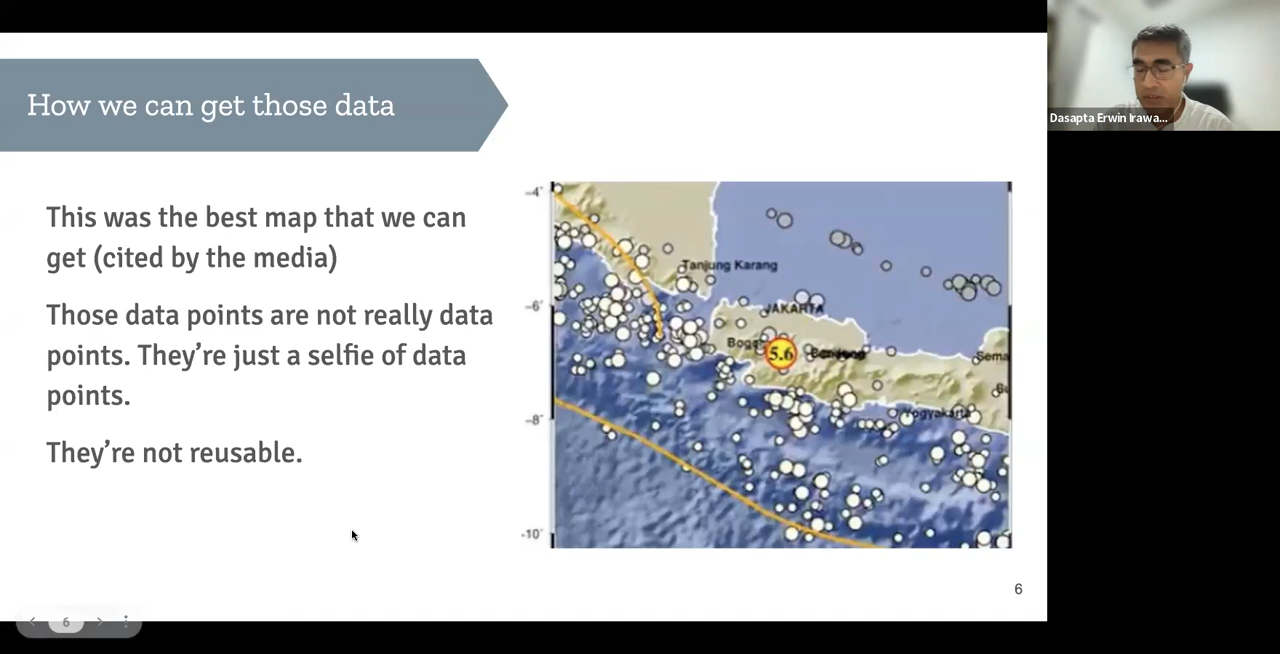 How we can get those data
Dasapta Erwin Irawa...
This was the best map that we can
get (cited by the media)
Those data points are not really data
points. They’re just a selfie of data
points.
They’re not reusable.
-4°
Tanjung Karang
-6°
JAKARTA
5.6
Sema
-8°
Yogyakarta
-10°
6
6